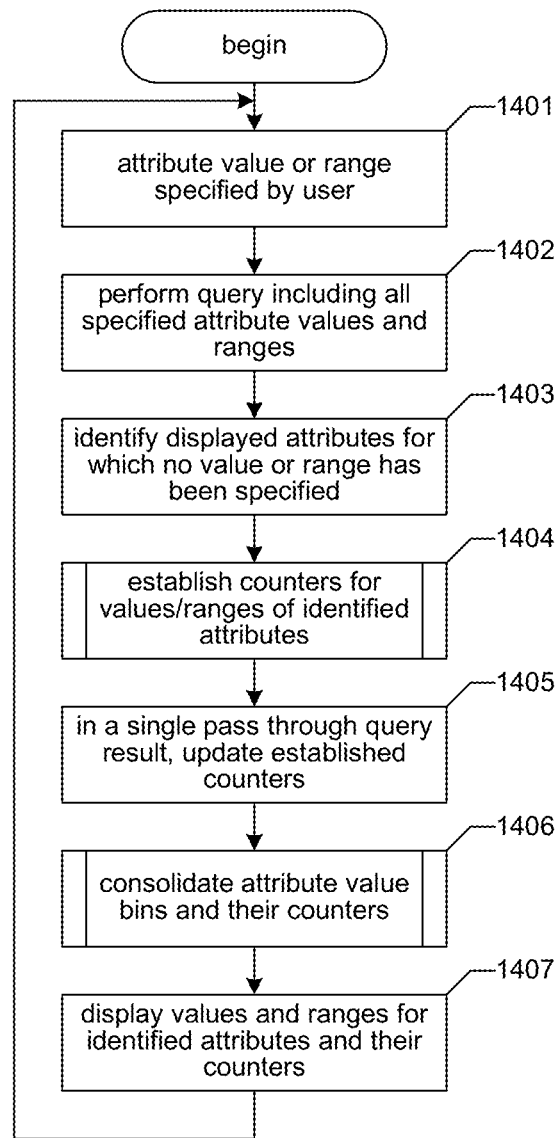 begin
1401
attribute value or range
specified by user
1402
perform query including all
specified attribute values and
ranges
1403
identify displayed attributes for
which no value or range has
been specified
1404
establish counters for
values/ranges of identified
attributes
1405
in a single pass through query
result, update established
counters
1406
consolidate attribute value
bins and their counters
1407
display values and ranges for
identified attributes and their
counters